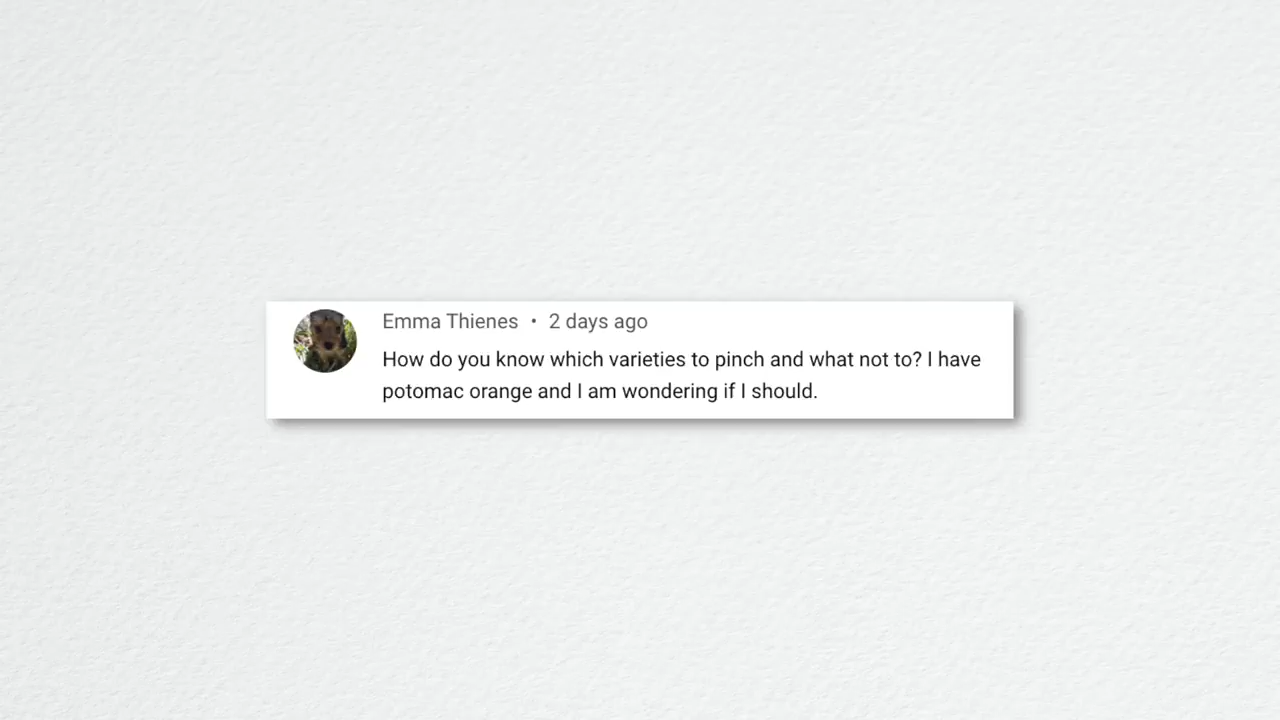 Emma Thienes • 2 days ago
How do you know which varieties to pinch and what not to? I have
potomac orange and I am wondering if I should.